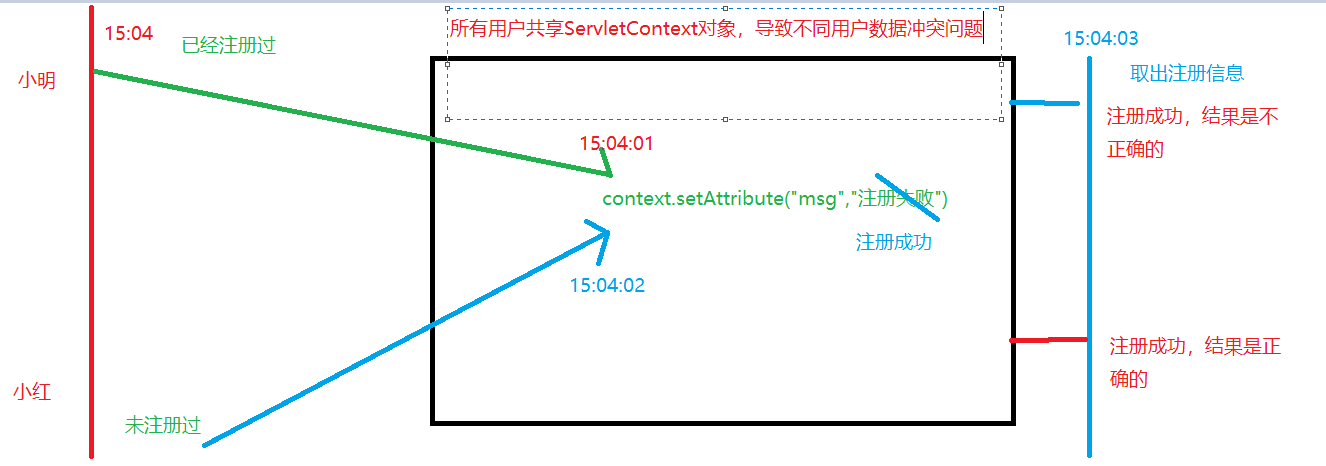 所有用户共享ServletContext对象，导致不同用户数据冲突问题
15:04
已经注册过
15:04:03
小明
取出注册信息
注册成功，结果是不
正确的
15:04:01
context.setAttribute("msg","注册失败")
注册成功
15:04:02
注册成功，结果是正
确的
小红
未注册过